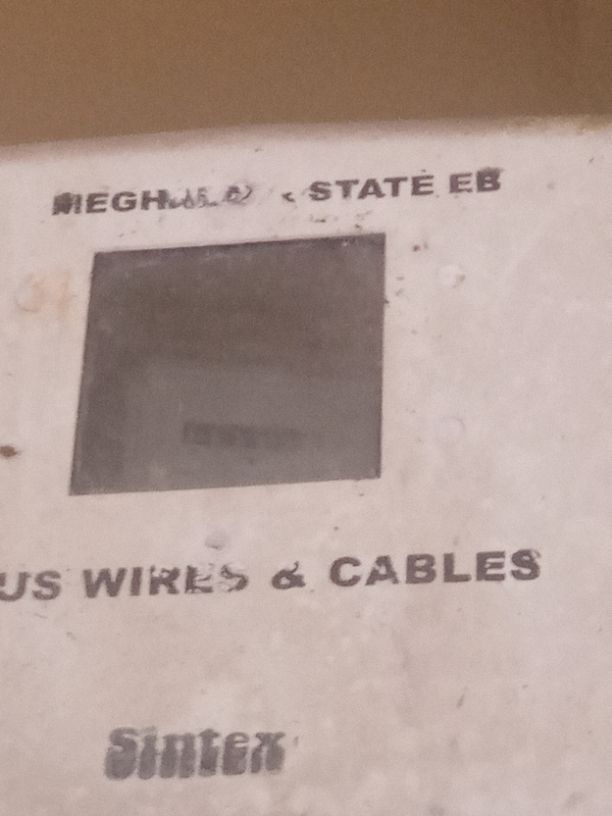 STATE EB
US WIRES & CABLES
Sintex